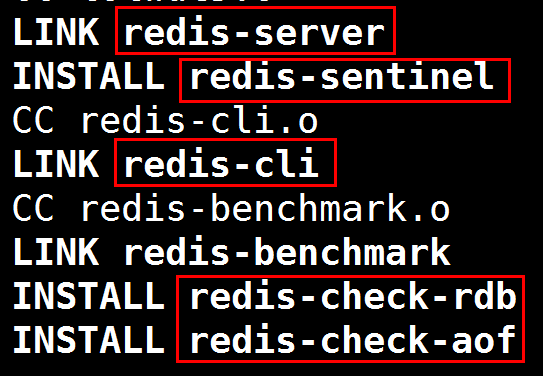 LINK redis-server
INSTALL redis-sentinel
CC redis-cli.o
LINK redis-cli
CC redis-benchmark.o
LINK redis-benchmark
INSTALL redis-check-rdb
INSTALL redis-check-aof